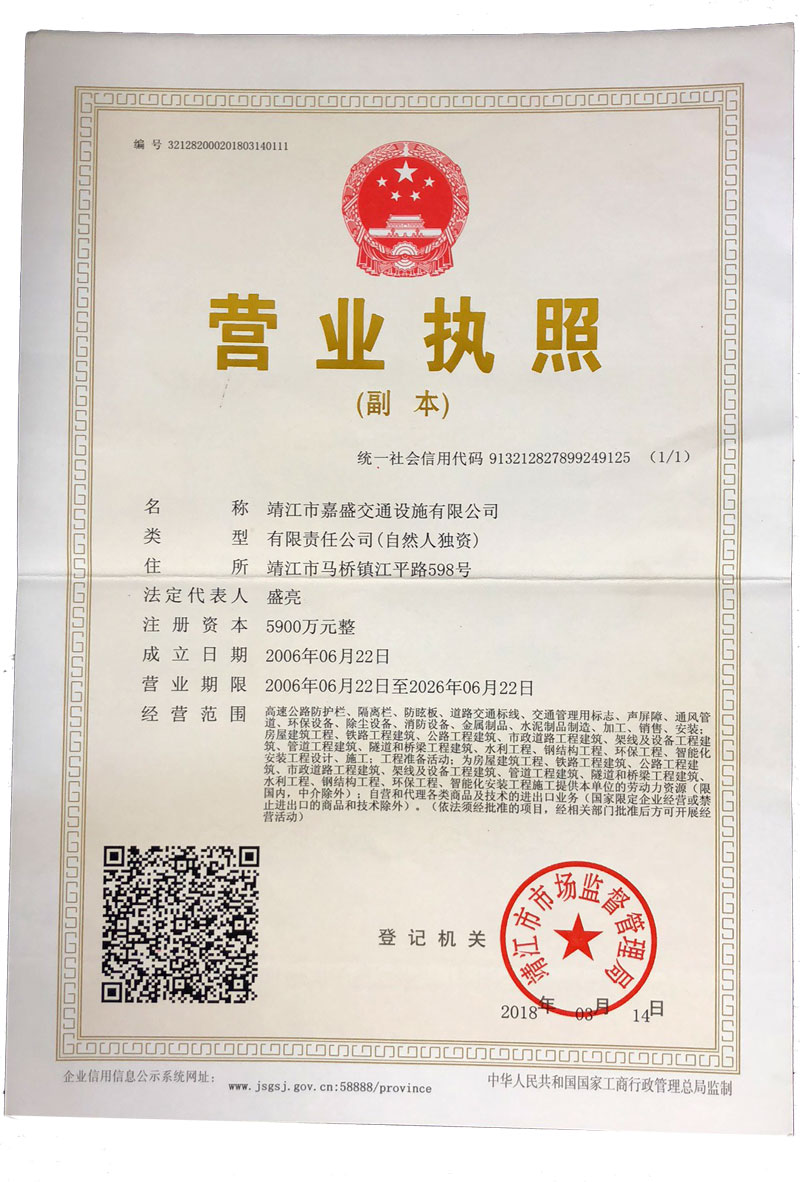 编 号 321282000201803140111
营业执照
(副 本)
统一社会信用代码 913212827899249125 (1/1)
名 称 靖江市嘉盛交通设施有限公司
类 型 有限责任公司(自然人独资)
住 所 靖江市马桥镇江平路598号
法定代表人 盛亮
注册资本 5900万元整
成立日期 2006年06月22日
营业期限 2006年06月22日至2026年06月22日
经营范围 高速公路防护栏、隔离栏、防眩板、道路交通标线、交通管理用标志、声屏障、通风管
道、环保设备、除尘设备、消防设备、金属制品、水泥制品制造、加工、销售、安装；
房屋建筑工程、铁路工程建筑、公路工程建筑、市政道路工程建筑、架线及设备工程建
筑、管道工程建筑、隧道和桥梁工程建筑、水利工程、钢结构工程、环保工程、智能化
安装工程设计、施工；工程准备活动；为房屋建筑工程、铁路工程建筑、公路工程建
筑、市政道路工程建筑、架线及设备工程建筑、管道工程建筑、隧道和桥梁工程建筑、
水利工程、钢结构工程、环保工程、智能化安装工程施工提供本单位的劳动力资源（限
国内，中介除外）；自营和代理各类商品及技术的进出口业务（国家限定企业经营或禁
止进出口的商品和技术除外）。（依法须经批准的项目，经相关部门批准后方可开展经
营活动）
登记机关
靖江市市场监督管理局
2018年 03月 14日
企业信用信息公示系统网址： www.jsgsj.gov.cn:58888/province
中华人民共和国国家工商行政管理总局监制